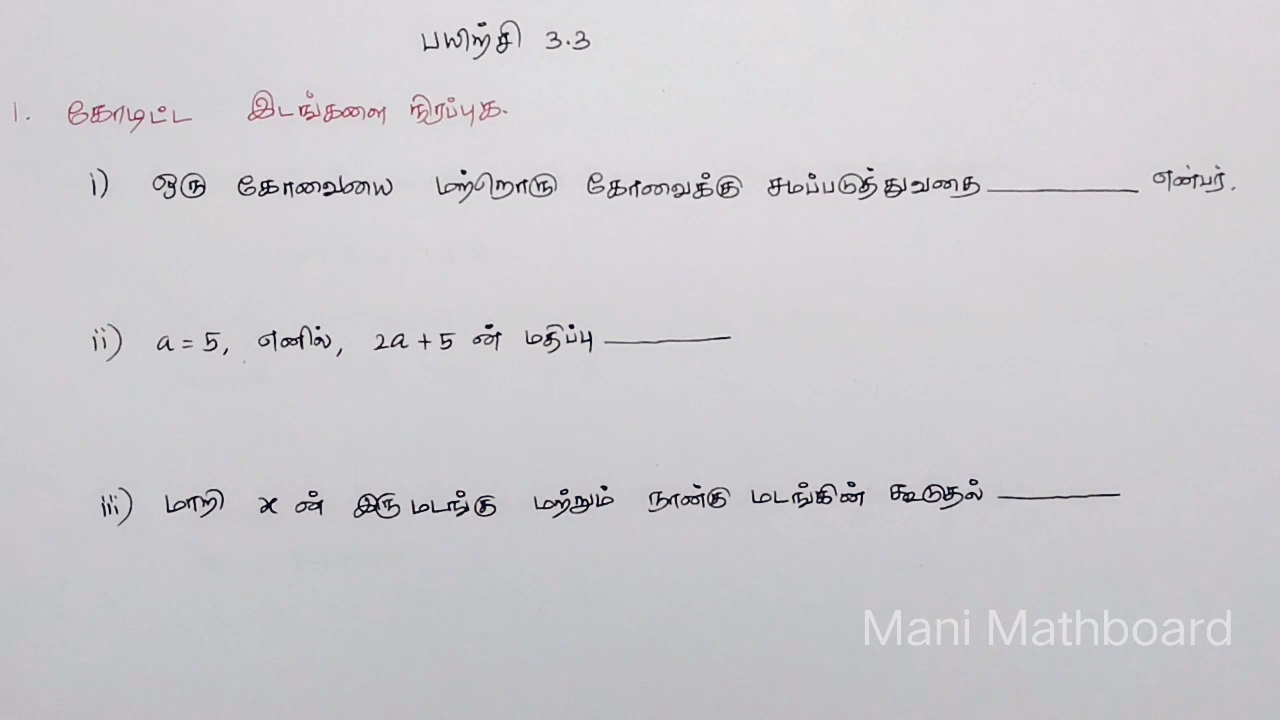 பயிற்சி 3.3
1. கோடிட்ட இடங்களை நிரப்புக.
i) ஒரு கோவையை மற்றொரு கோவைக்கு சமப்படுத்துவதை __________ என்பர்.
ii) a = 5, எனில், 2a + 5 ன் மதிப்பு ________
iii) மாறி x ன் இரு மடங்கு மற்றும் நான்கு மடங்கின் கூடுதல் ________
Mani Mathboard